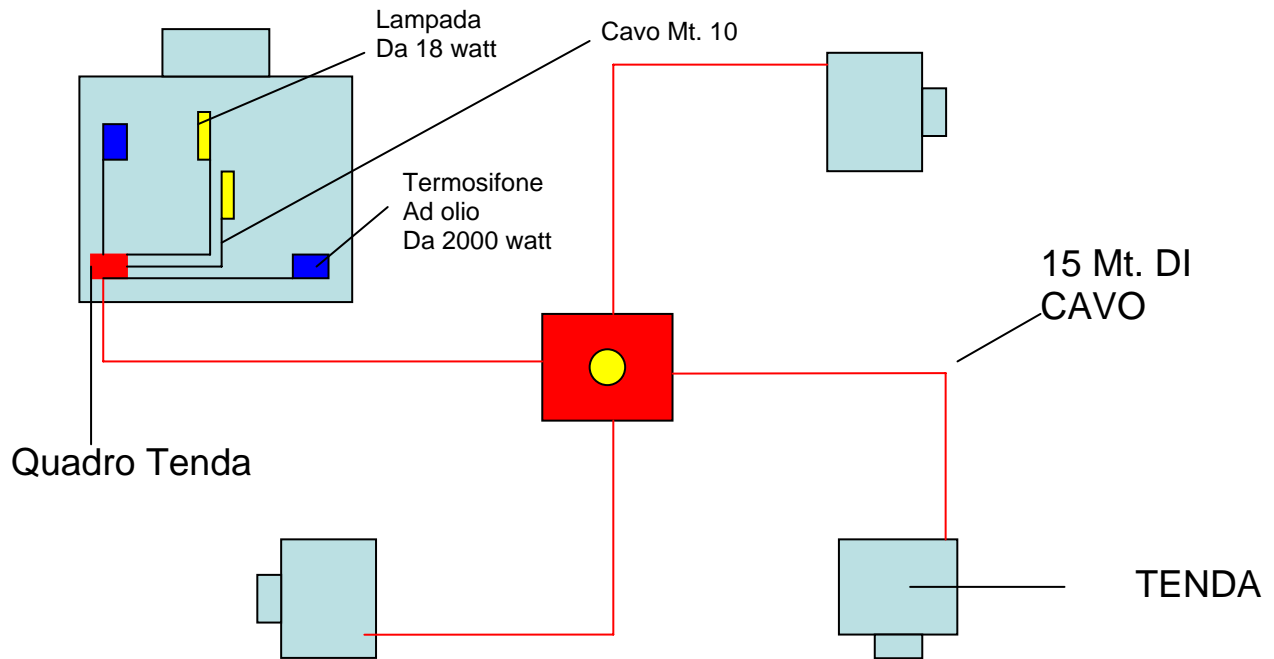 Lampada
Da 18 watt
Cavo Mt. 10
Termosifone
Ad olio
Da 2000 watt
15 Mt. DI
CAVO
Quadro Tenda
TENDA